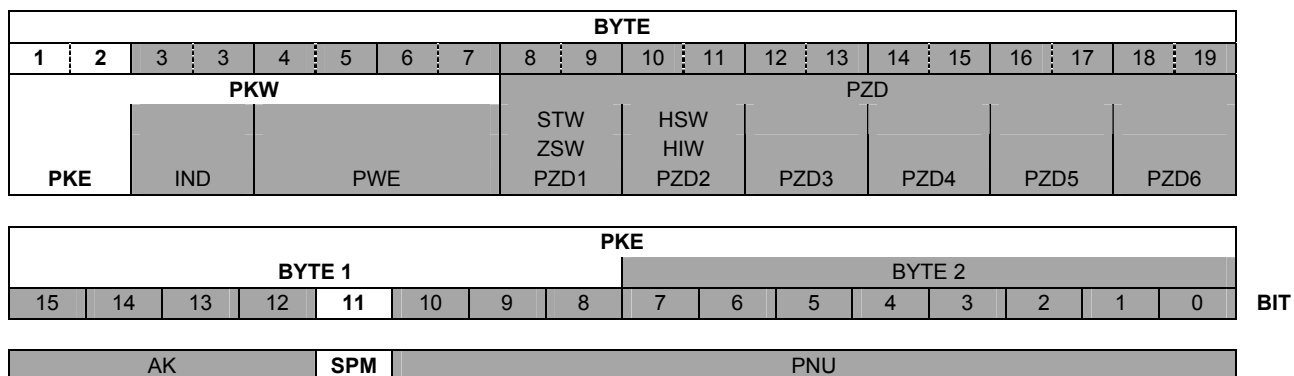 BYTE
1 2 3 3 4 5 6 7 8 9 10 11 12 13 14 15 16 17 18 19
PKW PZD
STW HSW
ZSW HIW
PKE IND PWE PZD1 PZD2 PZD3 PZD4 PZD5 PZD6
PKE
BYTE 1 BYTE 2
15 14 13 12 11 10 9 8 7 6 5 4 3 2 1 0 BIT
AK SPM PNU